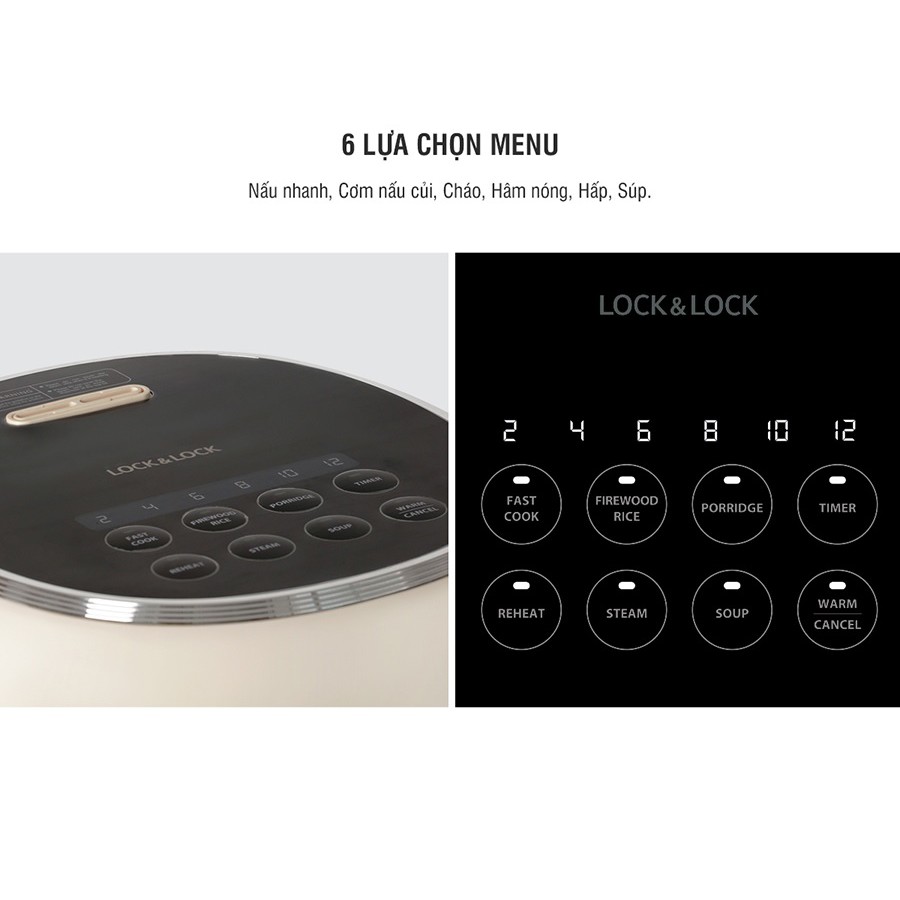 6 LỰA CHỌN MENU
Nấu nhanh, Cơm nấu củi, Cháo, Hâm nóng, Hấp, Súp.
LOCK&LOCK
2 4 6 8 10 12
FAST COOK
FIREWOOD RICE
PORRIDGE
TIMER
REHEAT
STEAM
SOUP
WARM CANCEL
LOCK&LOCK
2 4 6 8 10 12
FAST COOK
FIREWOOD RICE
PORRIDGE
TIMER
REHEAT
STEAM
SOUP
WARM
CANCEL